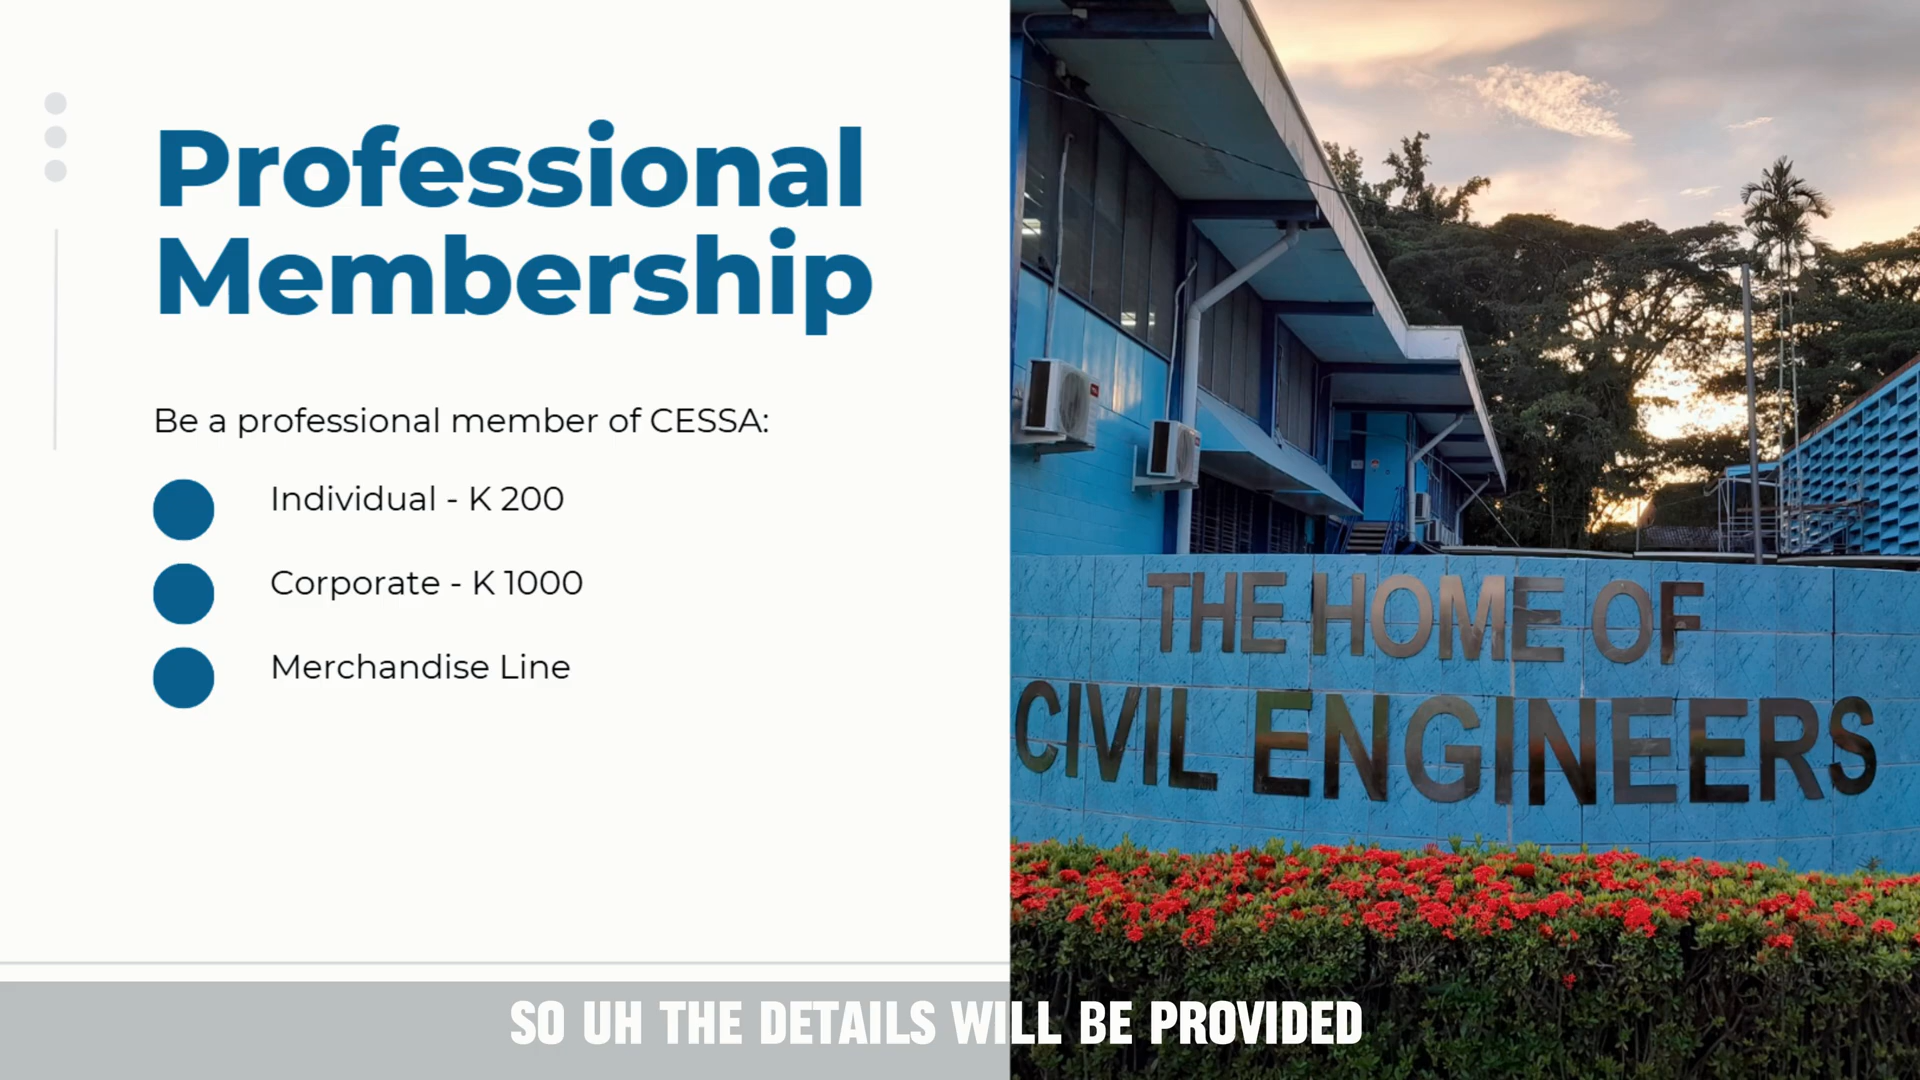 Professional
Membership
Be a professional member of CESSA:
Individual - K 200
Corporate - K 1000
Merchandise Line
THE HOME OF
CIVIL ENGINEERS
SO UH THE DETAILS WILL BE PROVIDED